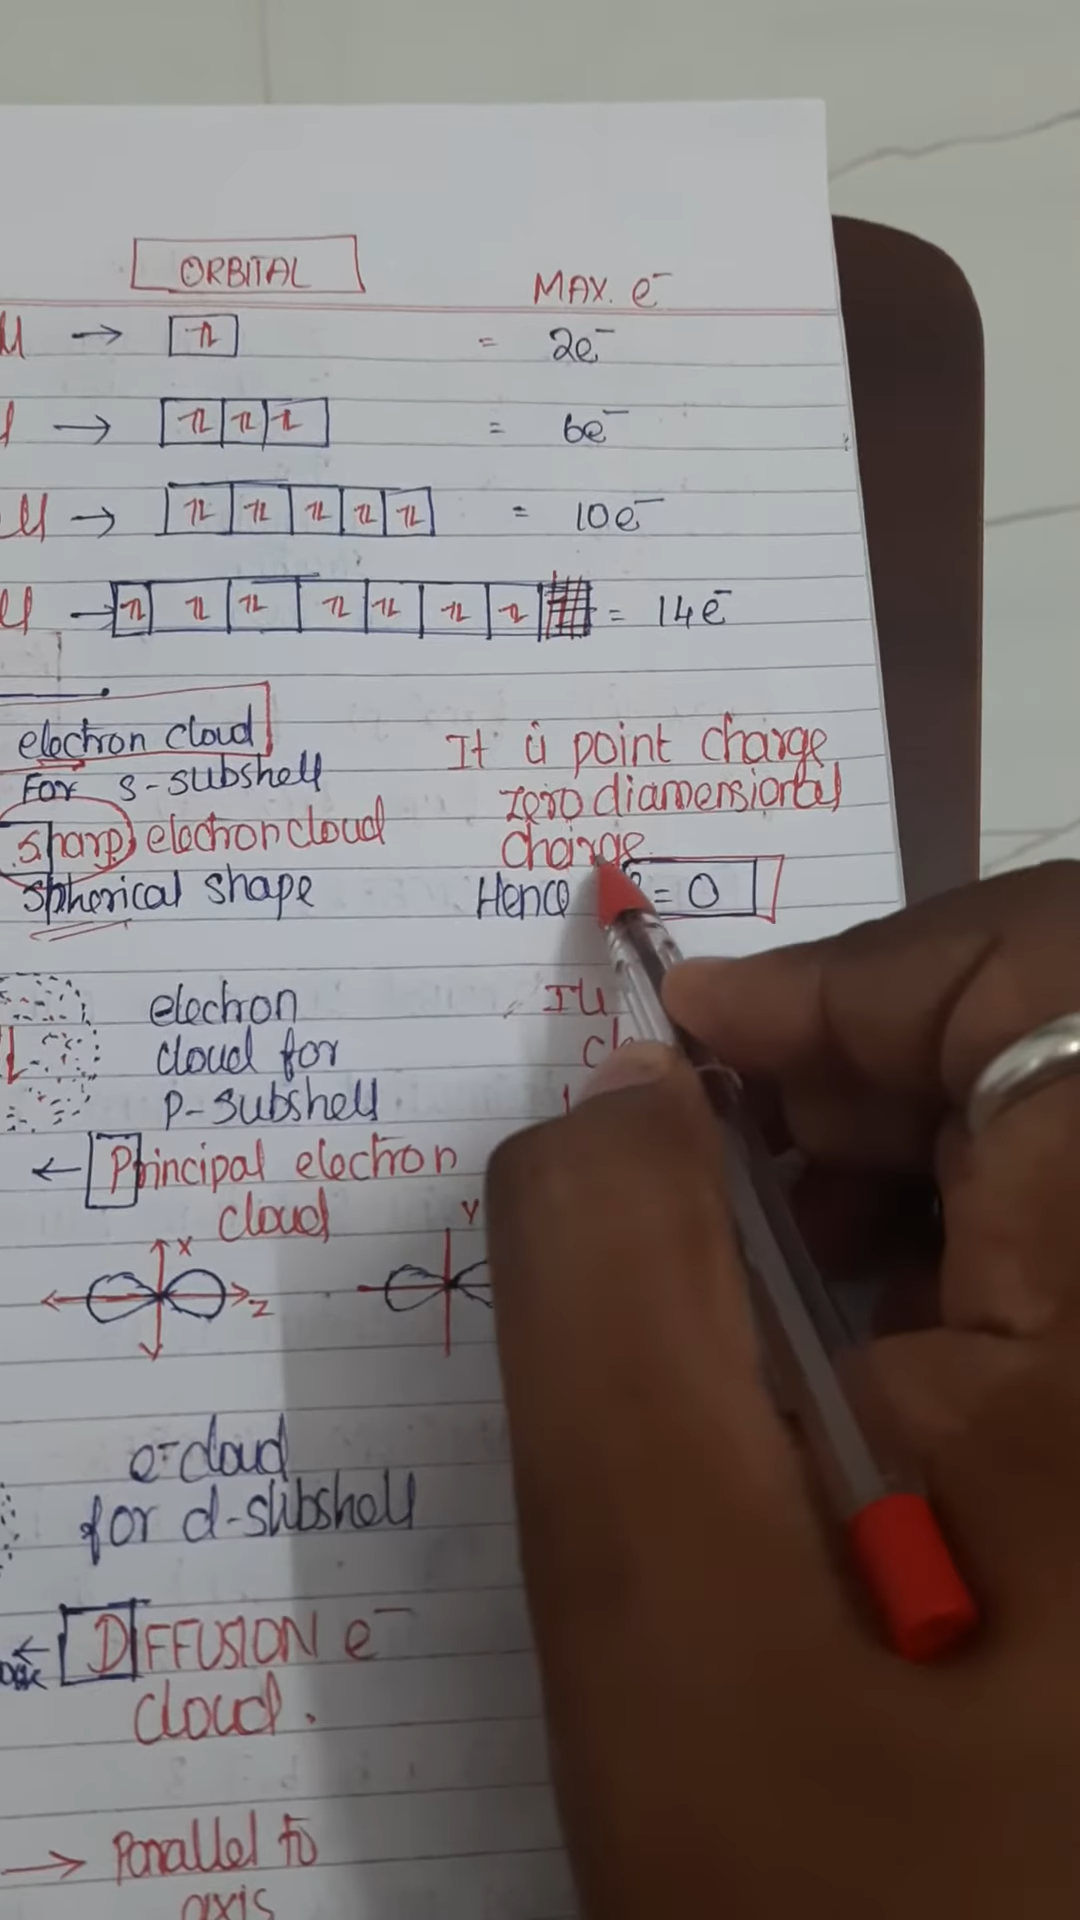 ORBITAL MAX. e⁻
→ ⥮ = 2e⁻
→ ⥮ ⥮ ⥮ = 6e⁻
→ ⥮ ⥮ ⥮ ⥮ ⥮ = 10e⁻
→ ⥮ ⥮ ⥮ ⥮ ⥮ ⥮ ⥮ = 14e⁻
electron cloud
For s-subshell
It is point charge
zero diamensional
sharp electron cloud
charge
spherical shape
Hence = 0
electron
cloud for
p-subshell
← Principal electron
cloud
X
Z
Y
e⁻cloud
for d-subshell
← DIFFUSION e⁻
cloud.
→ Parallel to
axis